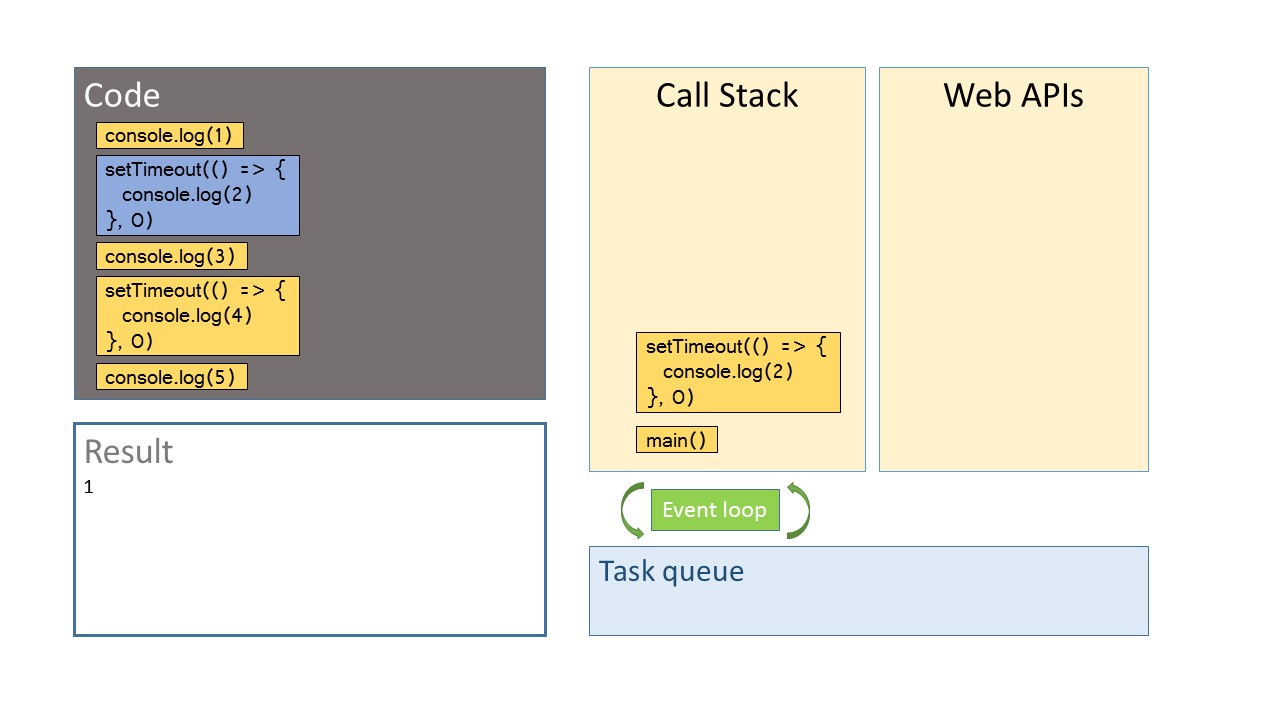 Code
console.log(1)
setTimeout(() => {
console.log(2)
}, 0)
console.log(3)
setTimeout(() => {
console.log(4)
}, 0)
console.log(5)
Result
1
Call Stack
setTimeout(() => {
console.log(2)
}, 0)
main()
Web APIs
Event loop
Task queue